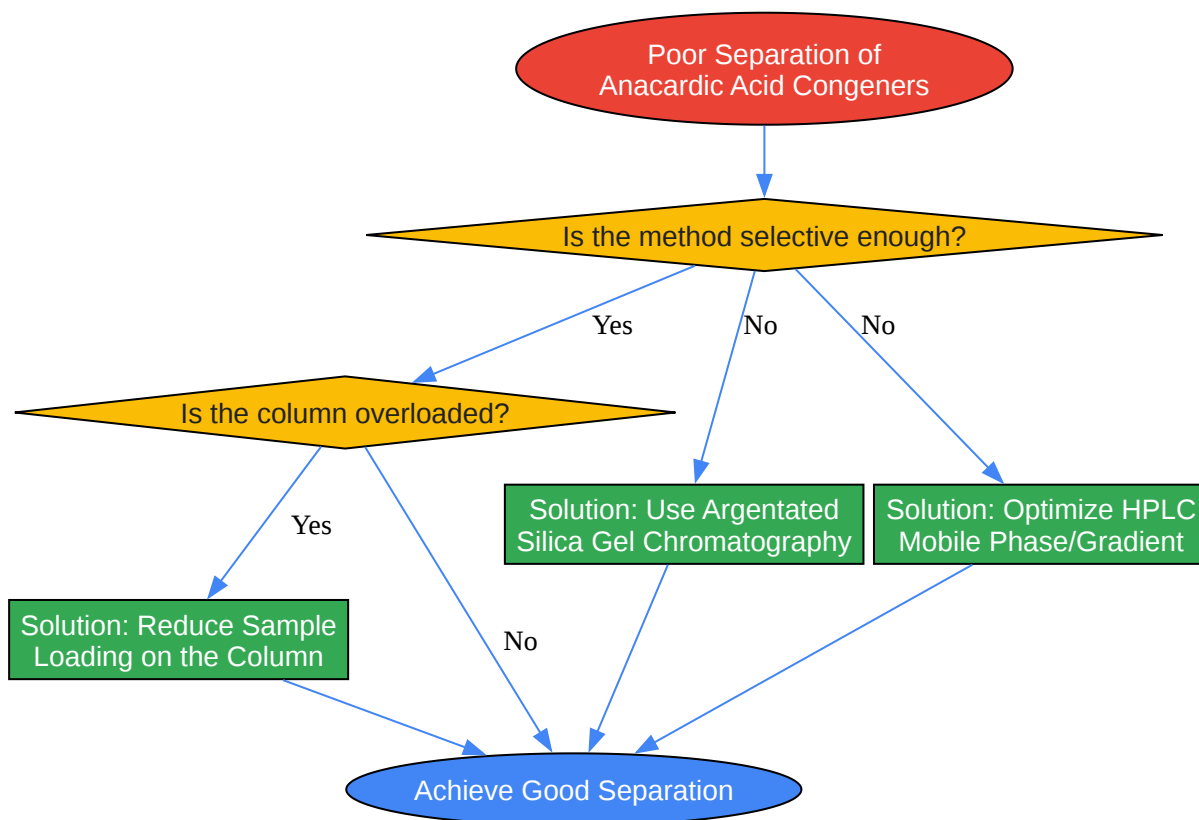 Poor Separation of
Anacardic Acid Congeners
Is the method selective enough?
Yes
No
No
Is the column overloaded?
Solution: Use Argentated
Silica Gel Chromatography
Solution: Optimize HPLC
Mobile Phase/Gradient
Yes
No
Solution: Reduce Sample
Loading on the Column
Achieve Good Separation